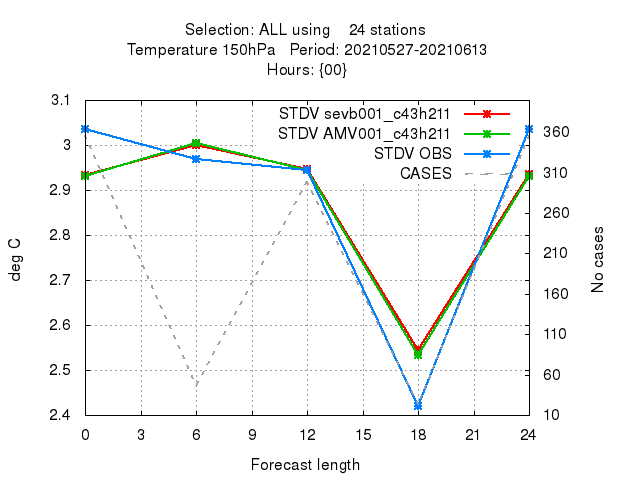 Selection: ALL using 24 stations
Temperature 150hPa Period: 20210527-20210613
Hours: {00}
STDV sevb001_c43h211
STDV AMV001_c43h211
STDV OBS
CASES
3.1
3
2.9
2.8
2.7
2.6
2.5
2.4
deg C
360
310
260
210
160
110
60
10
No cases
0 3 6 9 12 15 18 21 24
Forecast length